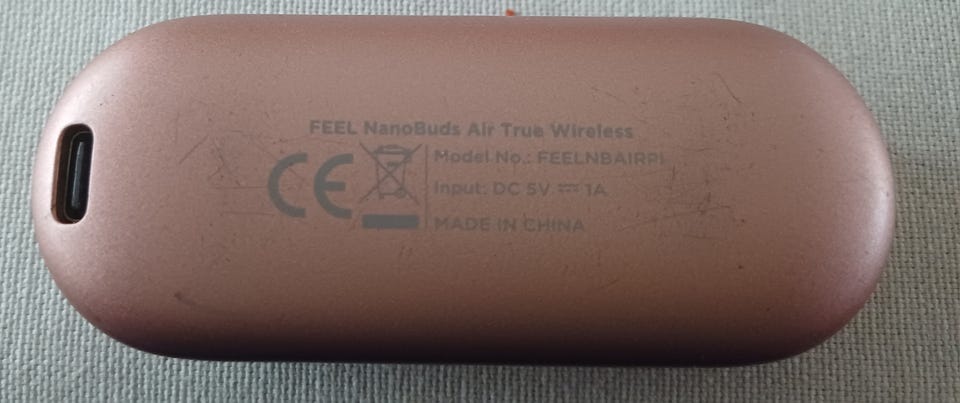 FEEL NanoBuds Air True Wireless
CE
Model No.: FEELNBAIRPI
Input: DC 5V ⎓ 1A
MADE IN CHINA